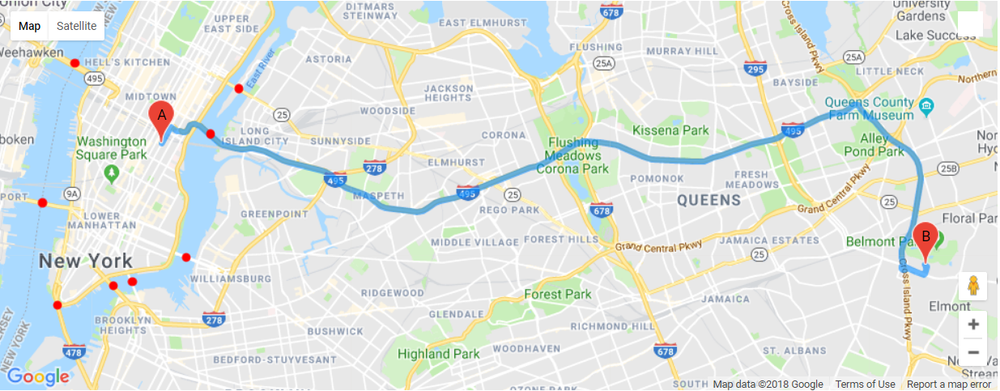 Union City
Map
Satellite
UPPER
EAST SIDE
DITMARS
STEINWAY
678
EAST ELMHURST
Cross Island Pkwy
University
Gardens
Lake Success
Weehawken
HELL'S KITCHEN
495
East River
ASTORIA
FLUSHING
25A
MURRAY HILL
295
25A
LITTLE NECK
BAYSIDE
Northern
MIDTOWN
A
25
JACKSON
HEIGHTS
WOODSIDE
Queens County
Farm Museum
LONG
ISLAND CITY
SUNNYSIDE
CORONA
Kissena Park
495
Washington
Square Park
Flushing
Meadows
Corona Park
Alley
Pond Park
278
ELMHURST
495
POMONOK
FRESH
MEADOWS
25B
9A
MASPETH
495
25
QUEENS
Grand Central Pkwy
25
GREENPOINT
REGO PARK
678
LOWER
MANHATTAN
Floral Par
MIDDLE VILLAGE
FOREST HILLS
Grand Central Pkwy
JAMAICA ESTATES
25
Belmont Pa
B
New York
WILLIAMSBURG
RIDGEWOOD
Forest Park
JAMAICA
Cross Island Pkwy
Elmont
BROOKLYN
HEIGHTS
278
GLENDALE
BUSHWICK
RICHMOND HILL
NEW YORK
478
BEDFORD-STUYVESANT
Highland Park
WOODHAVEN
678
ST. ALBANS
Google
OZONE PARK
SOUTH
Map data ©2018 Google
Terms of Use
Report a map error